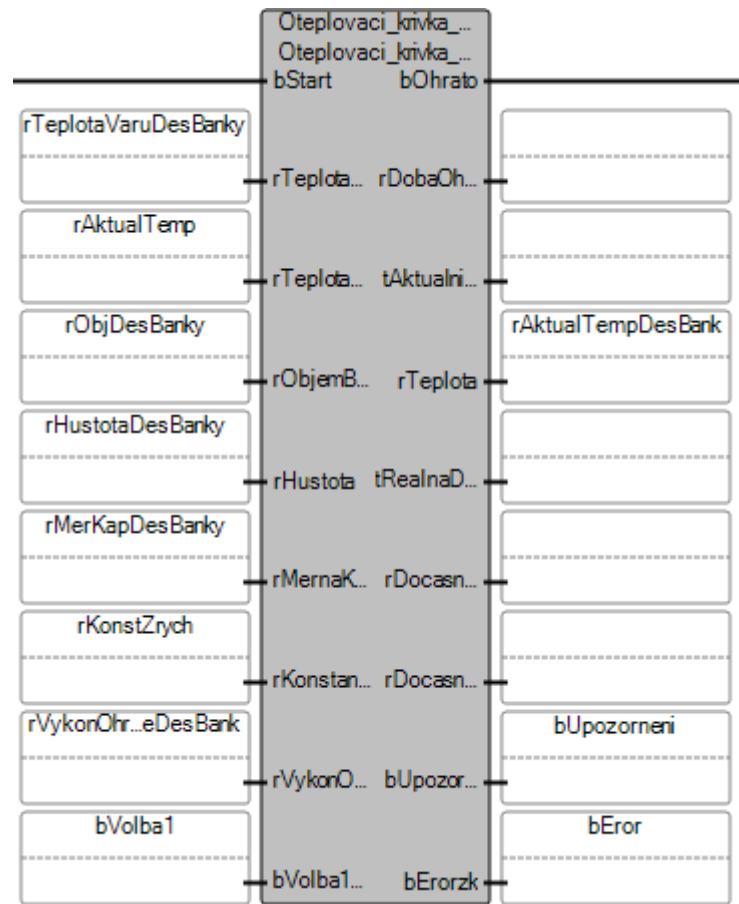 Oteplovaci_krivka_...
Oteplovaci_krivka_...
bStart bOhrato
rTeplotaVaruDesBanky
rTeplota... rDobaOh...
rAktualTemp
rTeplota... tAktualni...
rObjDesBanky rAktualTempDesBank
rObjemB... rTeplota
rHustotaDesBanky
rHustota tRealnaD...
rMerKapDesBanky
rMernaK... rDocasn...
rKonstZrych
rKonstan... rDocasn...
rVykonOhr...eDesBank bUpozorneni
rVykonO... bUpozor...
bVolba1 bEror
bVolba1... bErorzk